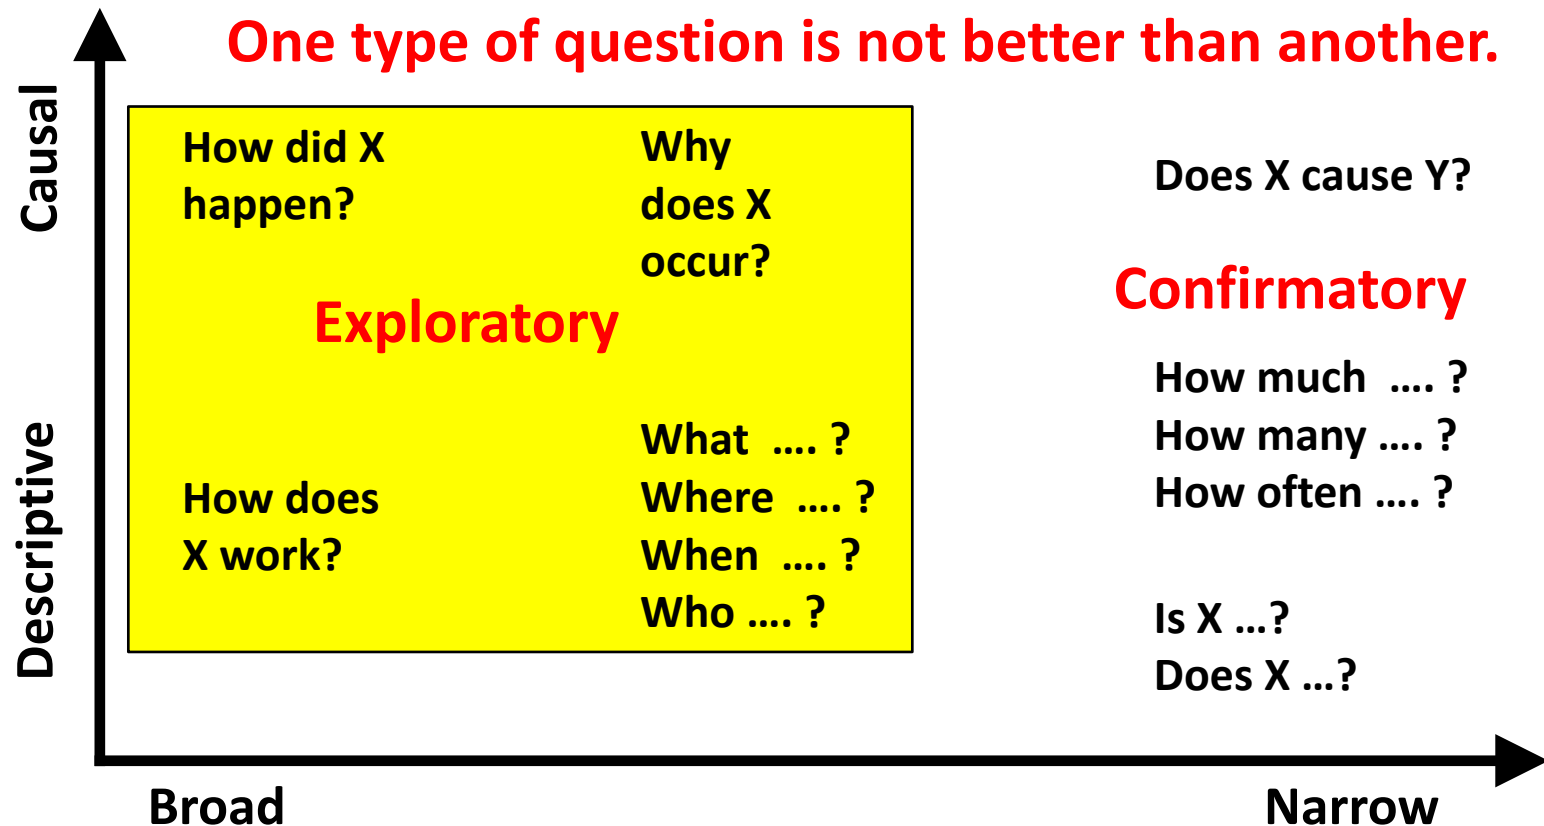 One type of question is not better than another.
Causal
Descriptive
How did X
happen?
Why
does X
occur?
Exploratory
How does
X work?
What  .... ?
Where  .... ?
When  .... ?
Who .... ?
Does X cause Y?
Confirmatory
How much  .... ?
How many .... ?
How often .... ?
Is X ...?
Does X ...?
Broad
Narrow